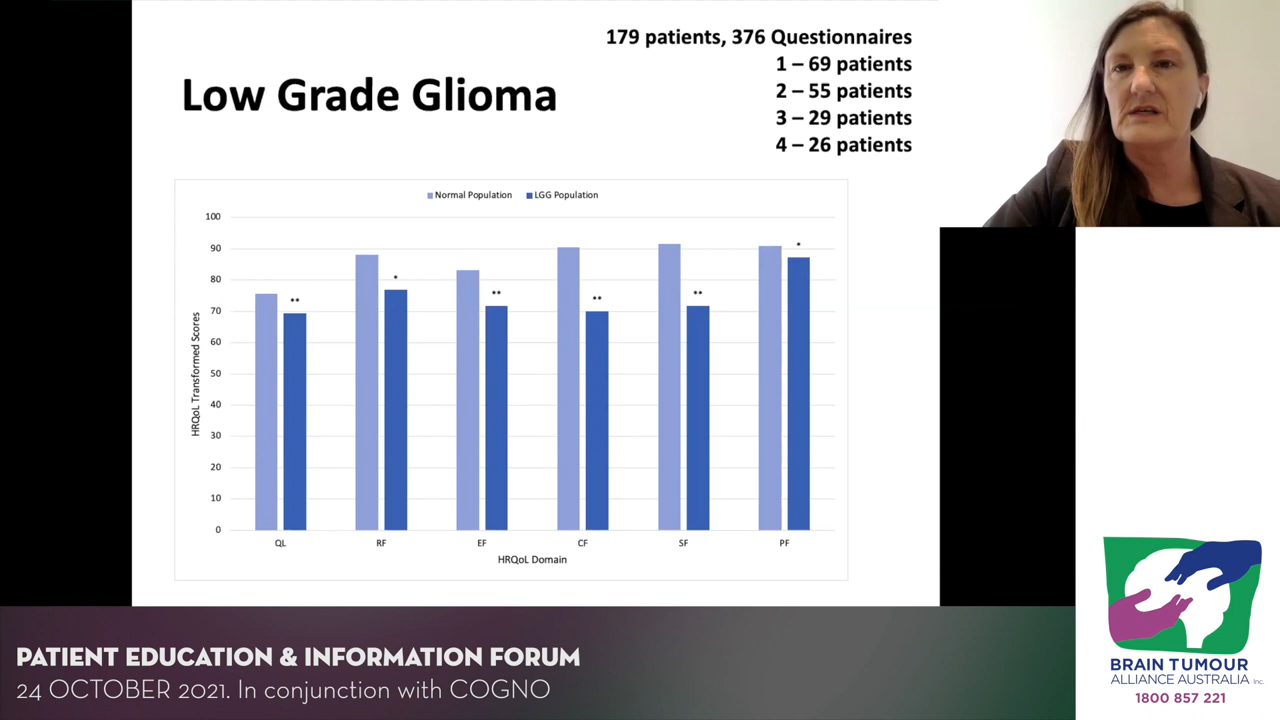 179 patients, 376 Questionnaires
1 – 69 patients
2 – 55 patients
3 – 29 patients
4 – 26 patients
Low Grade Glioma
Normal Population LGG Population
HRQoL Transformed Scores
100
90
80
70
60
50
40
30
20
10
0
** * ** ** ** *
QL RF EF CF SF PF
HRQoL Domain
PATIENT EDUCATION & INFORMATION FORUM
24 OCTOBER 2021. In conjunction with COGNO
BRAIN TUMOUR
ALLIANCE AUSTRALIA Inc.
1800 857 221